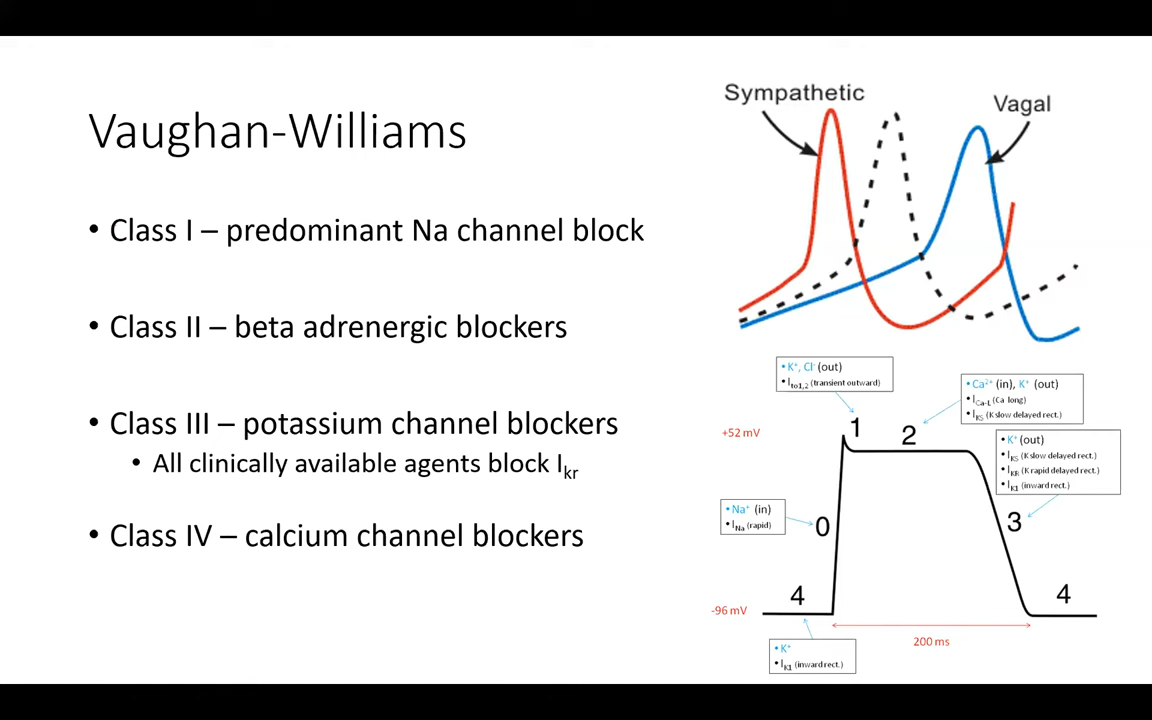 Vaughan-Williams
• Class I – predominant Na channel block
• Class II – beta adrenergic blockers
• Class III – potassium channel blockers
• All clinically available agents block Ikr
• Class IV – calcium channel blockers
Sympathetic
Vagal
•K⁺, Cl⁻ (out)
•Ito1,2 (transient outward)
•Ca²⁺ (in), K⁺ (out)
•ICa-L (Ca long)
•IKS (K slow delayed rect.)
+52 mV
1
2
•K⁺ (out)
•IKS (K slow delayed rect.)
•IKR (K rapid delayed rect.)
•IK1 (inward rect.)
•Na⁺ (in)
•INa (rapid)
0
3
4
4
-96 mV
200 ms
•K⁺
•IK1 (inward rect.)